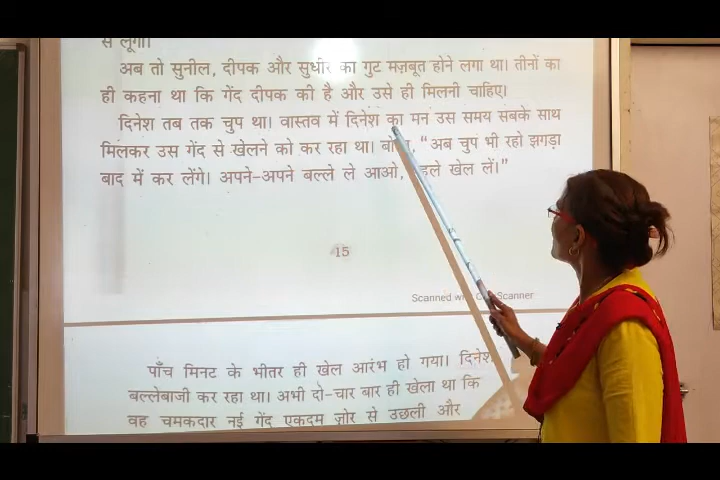 से लूँगा।
अब तो सुनील, दीपक और सुधीर का गुट मज़बूत होने लगा था। तीनों का
ही कहना था कि गेंद दीपक की है और उसे ही मिलनी चाहिए।
दिनेश तब तक चुप था। वास्तव में दिनेश का मन उस समय सबके साथ
मिलकर उस गेंद से खेलने को कर रहा था। “अब चुप भी रहो झगड़ा
बाद में कर लेंगे। अपने-अपने बल्ले ले आओ, खेल लें।”
15
Scanned CamScanner
पाँच मिनट के भीतर ही खेल आरंभ हो गया। दिनेश
बल्लेबाजी कर रहा था। अभी दो-चार बार ही खेला था कि
वह चमकदार नई गेंद एकदम ज़ोर से उछली और